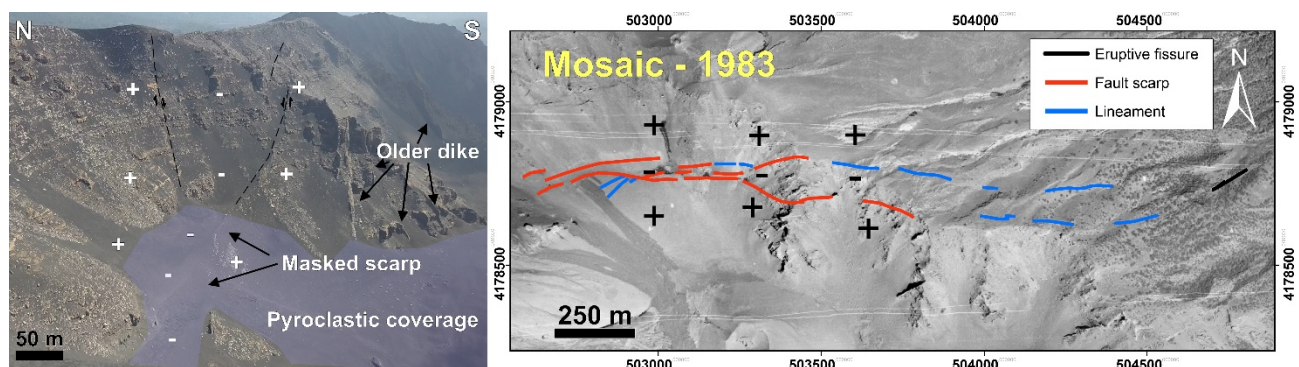 N
S
+
-
+
Older dike
+
-
+
+
-
Masked scarp
+
-
Pyroclastic coverage
-
50 m
503000
503500
504000
504500
Mosaic - 1983
Eruptive fissure
Fault scarp
Lineament
N
4179000
4179000
+
+
+
-
-
-
+
+
+
4178500
4178500
250 m
503000
503500
504000
504500